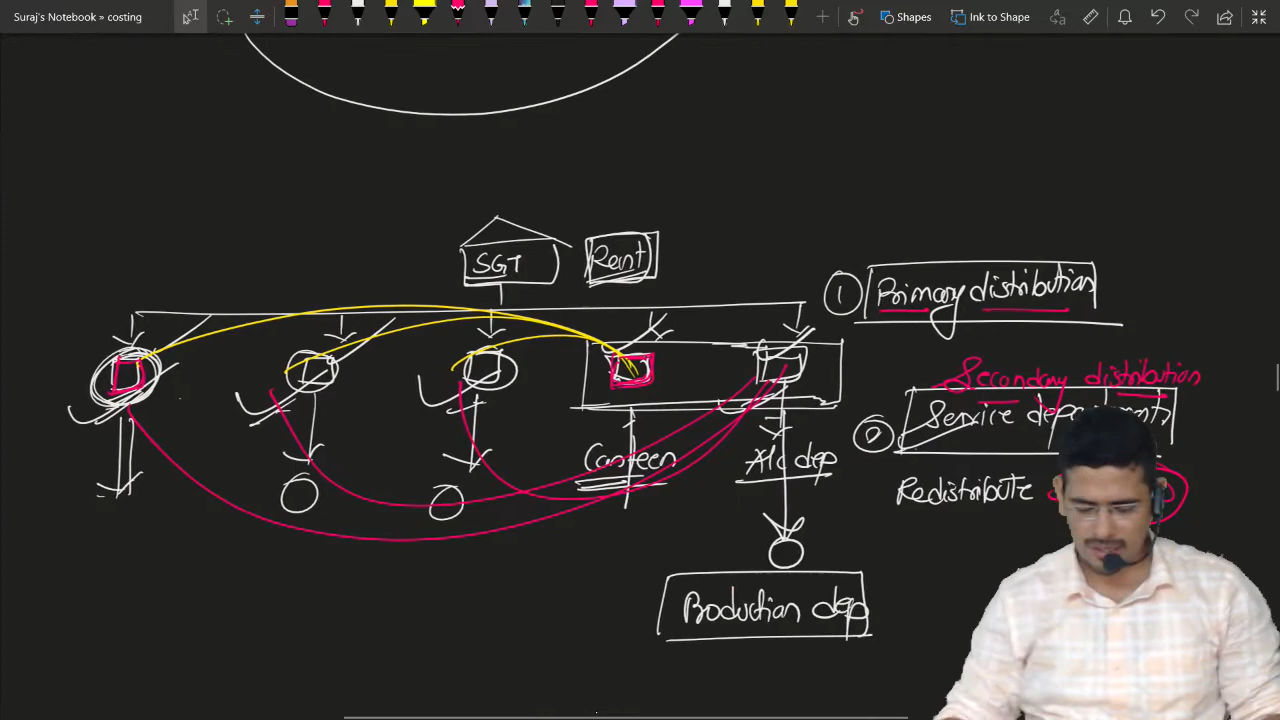 Suraj's Notebook » costing
Shapes
Ink to Shape
SGT
Rent
1 Primary distribution
Secondary distribution
2 Service departments
Canteen
A/c dep
Redistribute
Production dep